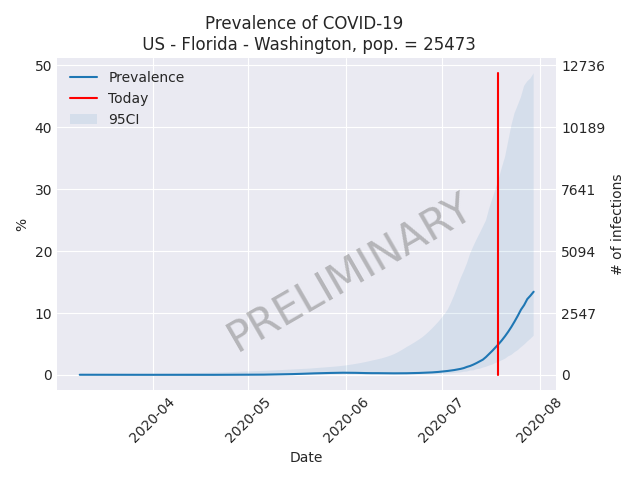 Prevalence of COVID-19
US - Florida - Washington, pop. = 25473
Prevalence
Today
95CI
PRELIMINARY
%
50
40
30
20
10
0
12736
10189
7641
5094
2547
0
# of infections
2020-04
2020-05
2020-06
2020-07
2020-08
Date